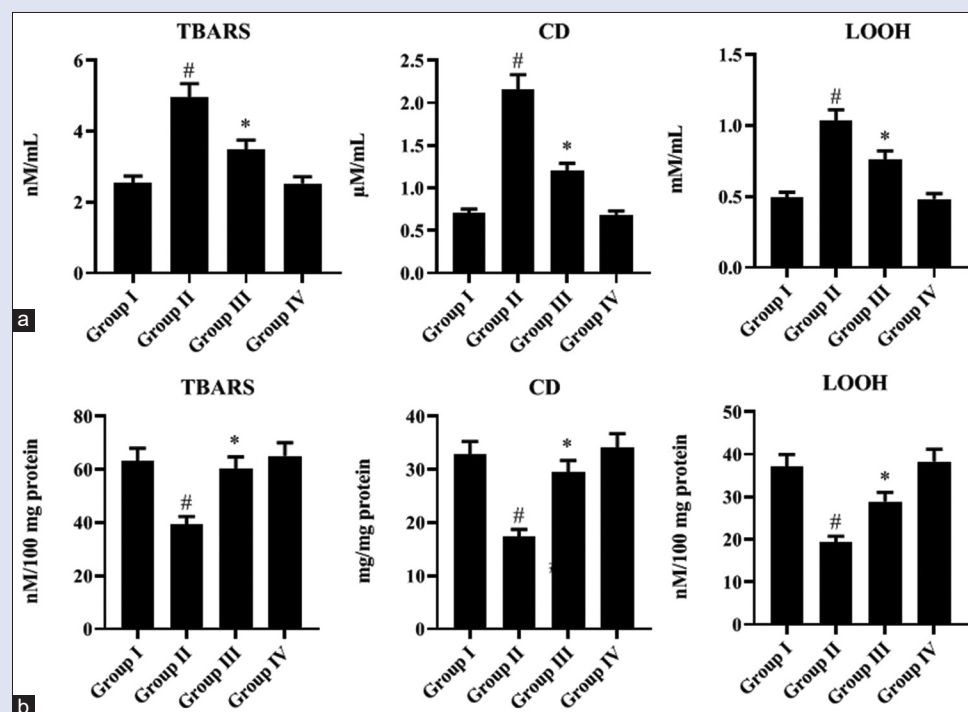 TBARS
nM/mL
6
4
2
0
#
*
Group I
Group II
Group III
Group IV
CD
µM/mL
2.5
2.0
1.5
1.0
0.5
0.0
#
*
Group I
Group II
Group III
Group IV
LOOH
mM/mL
1.5
1.0
0.5
0.0
#
*
Group I
Group II
Group III
Group IV
a
TBARS
nM/100 mg protein
80
60
40
20
0
#
*
Group I
Group II
Group III
Group IV
CD
mg/mg protein
40
30
20
10
0
#
*
Group I
Group II
Group III
Group IV
LOOH
nM/100 mg protein
50
40
30
20
10
0
#
*
Group I
Group II
Group III
Group IV
b